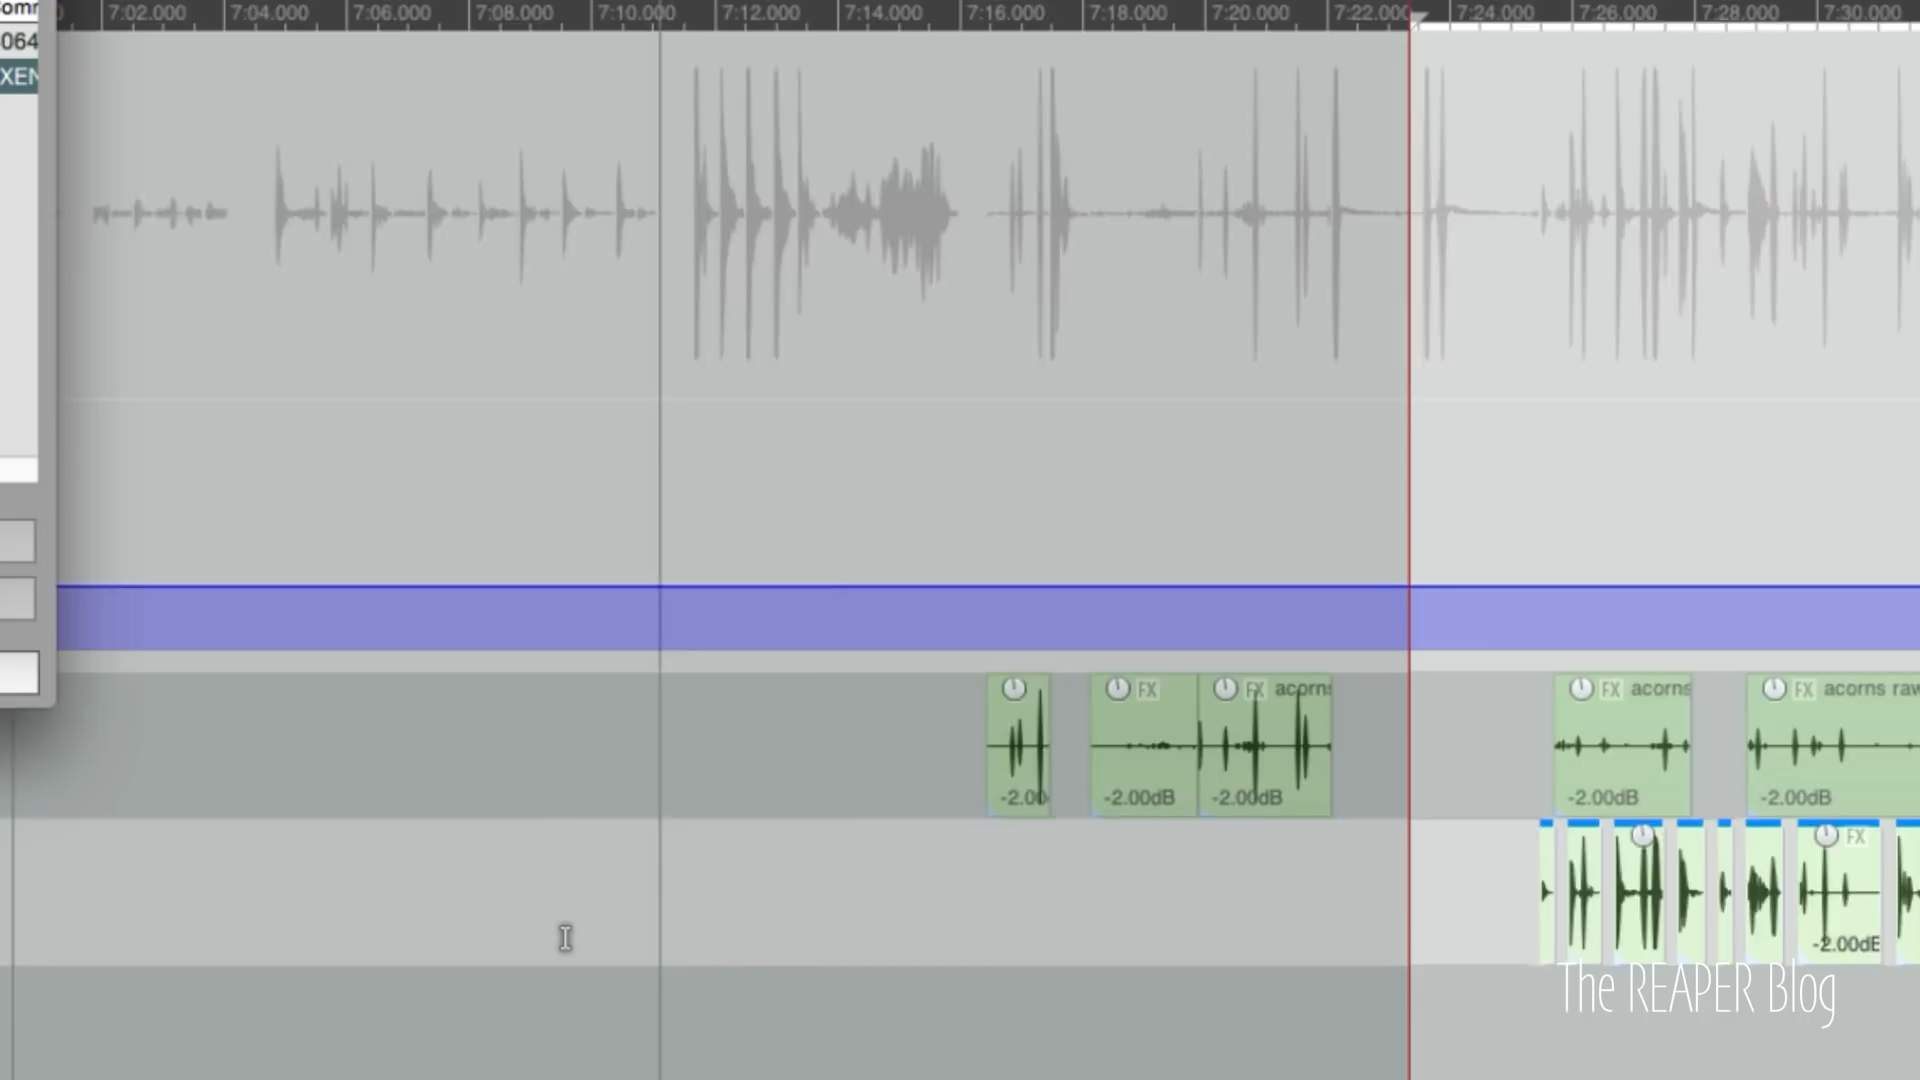 omm
7:02.000 7:04.000 7:06.000 7:08.000 7:10.000 7:12.000 7:14.000 7:16.000 7:18.000 7:20.000 7:22.000 7:24.000 7:26.000 7:28.000 7:30.000
064
XEN
FX FX acorns FX acorns FX acorns raw
-2.00 -2.00dB -2.00dB -2.00dB -2.00dB
FX
-2.00dB
The REAPER Blog